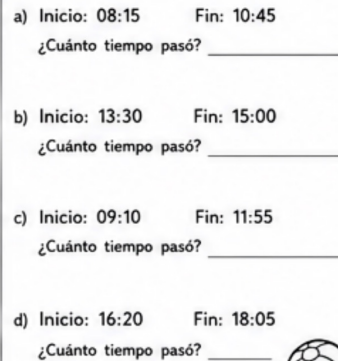 a) Inicio: 08:15 Fin: 10:45
¿Cuánto tiempo pasó?
b) Inicio: 13:30 Fin: 15:00
¿Cuánto tiempo pasó?
c) Inicio: 09:10 Fin: 11:55
¿Cuánto tiempo pasó?
d) Inicio: 16:20 Fin: 18:05
¿Cuánto tiempo pasó?